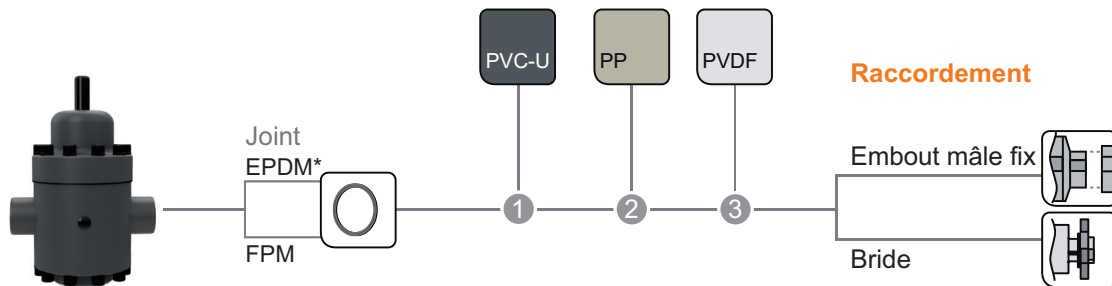 PVC-U
PP
PVDF
Raccordement
Joint
EPDM*
FPM
1
2
3
Embout mâle fix
Bride